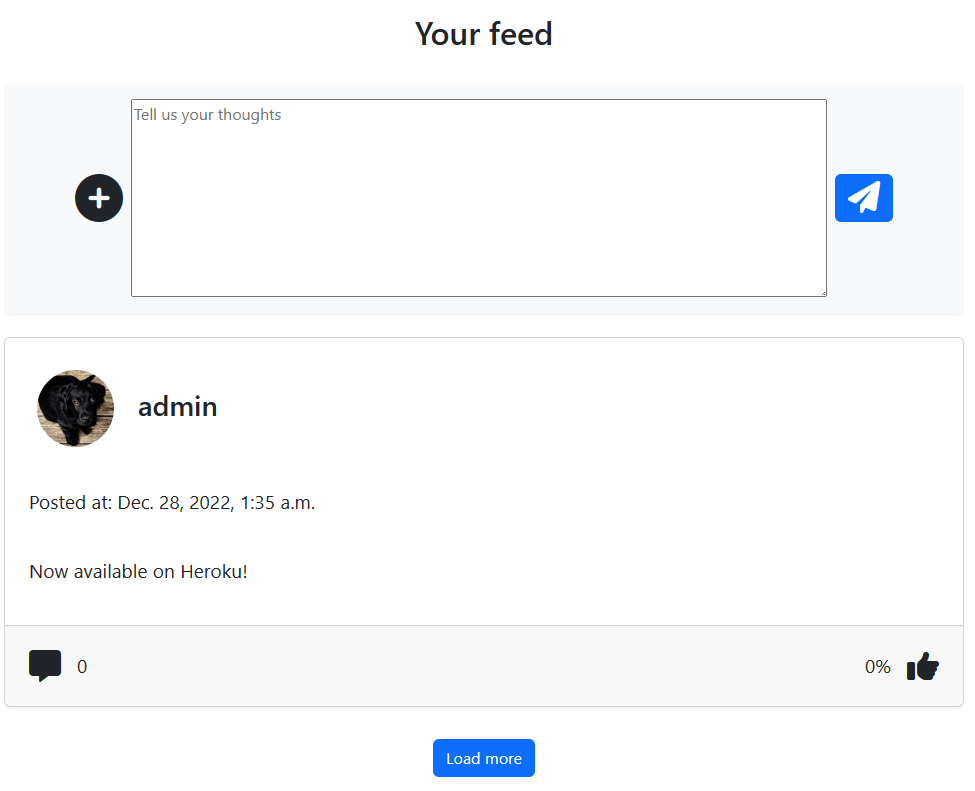 Your feed
Tell us your thoughts
admin
Posted at: Dec. 28, 2022, 1:35 a.m.
Now available on Heroku!
0
0%
Load more